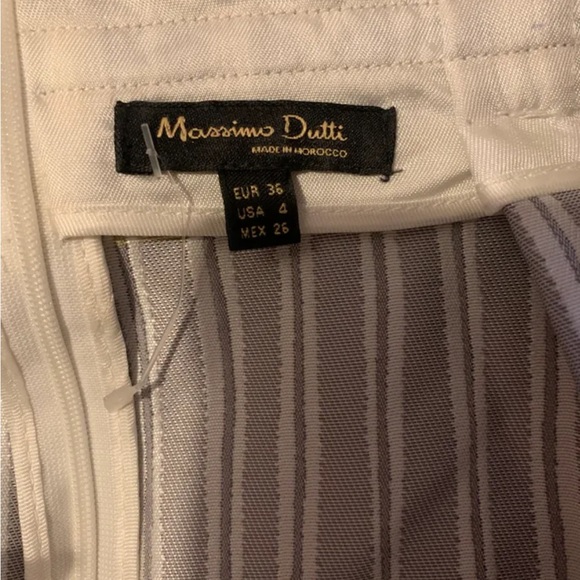 Massimo Dutti
MADE IN MOROCCO
EUR 36
USA 4
MEX 26